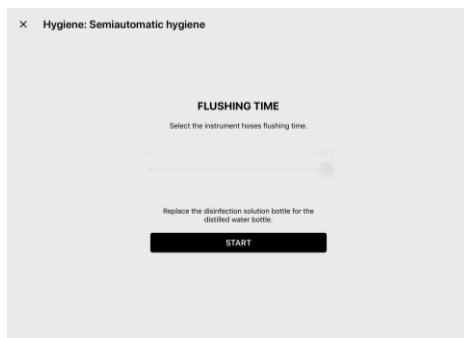 Hygiene: Semiautomatic hygiene
FLUSHING TIME
Select the instrument hoses flushing time.
Replace the disinfection solution bottle for the
distilled water bottle.
START